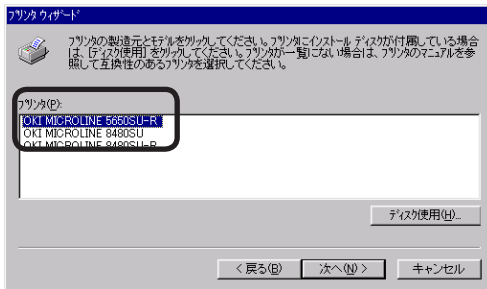 プリンタ ウィザード
プリンタの製造元とモデルをクリックしてください。プリンタにインストール ディスクが付属している場合
は、[ディスク使用] をクリックしてください。プリンタが一覧にない場合は、プリンタのマニュアルを参
照して互換性のあるプリンタを選択してください。
プリンタ(P):
OKI MICROLINE 5650SU-R
OKI MICROLINE 8480SU
OKI MICROLINE 8480SU-R
ディスク使用(H)...
< 戻る(B)
次へ(N) >
キャンセル